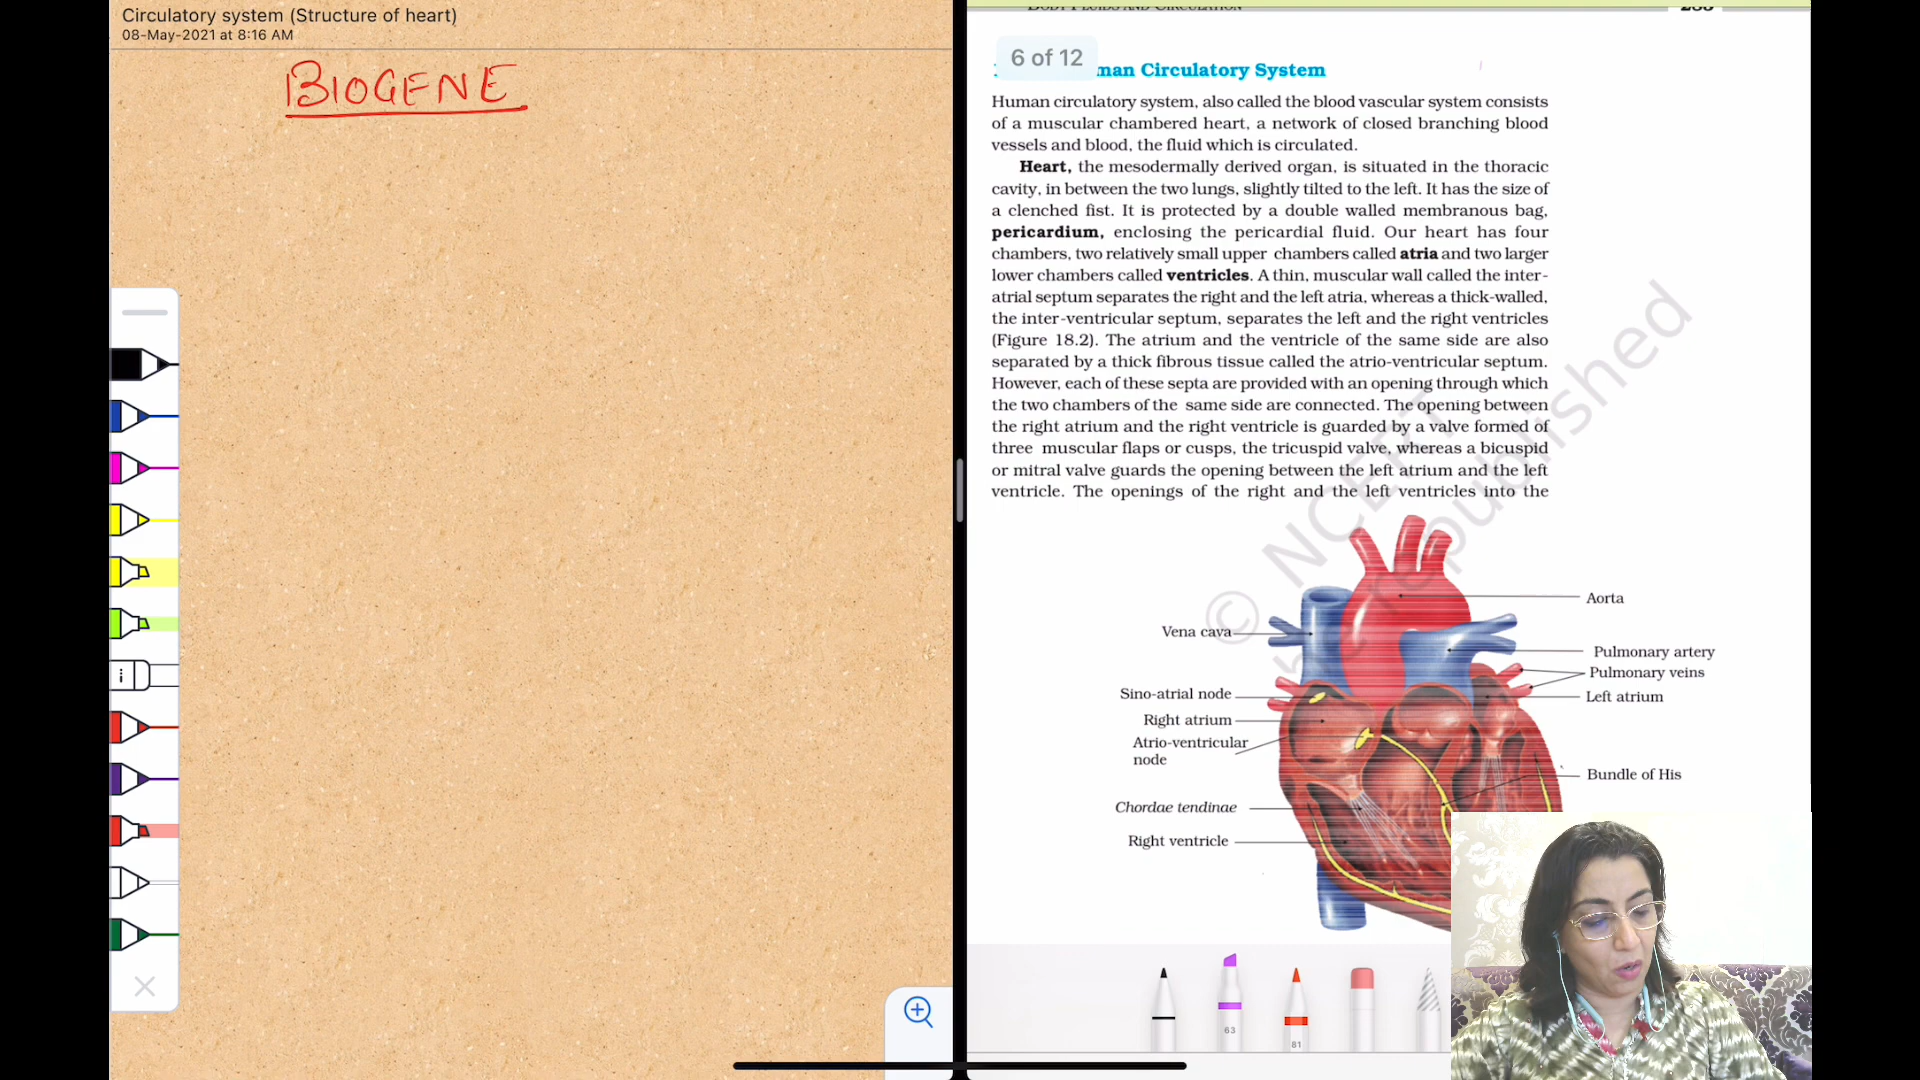 Circulatory system (Structure of heart)
08-May-2021 at 8:16 AM
BIOGENE
BODY FLUIDS AND CIRCULATION
283
6 of 12
man Circulatory System
Human circulatory system, also called the blood vascular system consists
of a muscular chambered heart, a network of closed branching blood
vessels and blood, the fluid which is circulated.
Heart, the mesodermally derived organ, is situated in the thoracic
cavity, in between the two lungs, slightly tilted to the left. It has the size of
a clenched fist. It is protected by a double walled membranous bag,
pericardium, enclosing the pericardial fluid. Our heart has four
chambers, two relatively small upper chambers called atria and two larger
lower chambers called ventricles. A thin, muscular wall called the inter-
atrial septum separates the right and the left atria, whereas a thick-walled,
the inter-ventricular septum, separates the left and the right ventricles
(Figure 18.2). The atrium and the ventricle of the same side are also
separated by a thick fibrous tissue called the atrio-ventricular septum.
However, each of these septa are provided with an opening through which
the two chambers of the same side are connected. The opening between
the right atrium and the right ventricle is guarded by a valve formed of
three muscular flaps or cusps, the tricuspid valve, whereas a bicuspid
or mitral valve guards the opening between the left atrium and the left
ventricle. The openings of the right and the left ventricles into the
© NCERT
published
Aorta
Vena cava
Pulmonary artery
Pulmonary veins
Sino-atrial node
Left atrium
Right atrium
Atrio-ventricular
node
Bundle of His
Chordae tendinae
Right ventricle
63
81